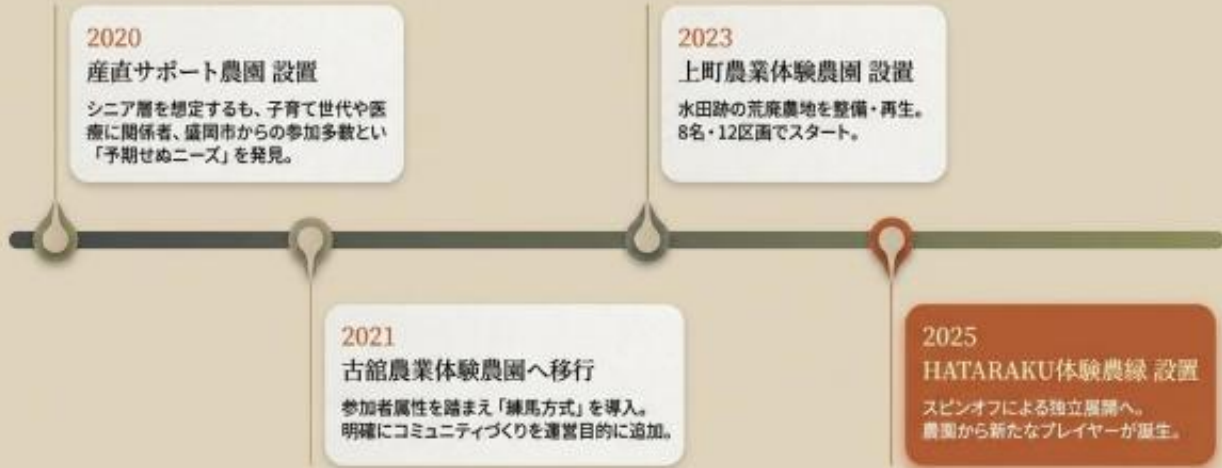 2020
産直サポート農園 設置
シニア層を想定するも、子育て世代や医
療に関係者、盛岡市からの参加多数とい
「予期せぬニーズ」を発見。
2023
上町農業体験農園 設置
水田跡の荒廃農地を整備・再生。
8名・12区画でスタート。
2021
古舘農業体験農園へ移行
参加者属性を踏まえ「練馬方式」を導入。
明確にコミュニティづくりを運営目的に追加。
2025
HATARAKU体験農縁 設置
スピンオフによる独立展開へ。
農園から新たなプレイヤーが誕生。